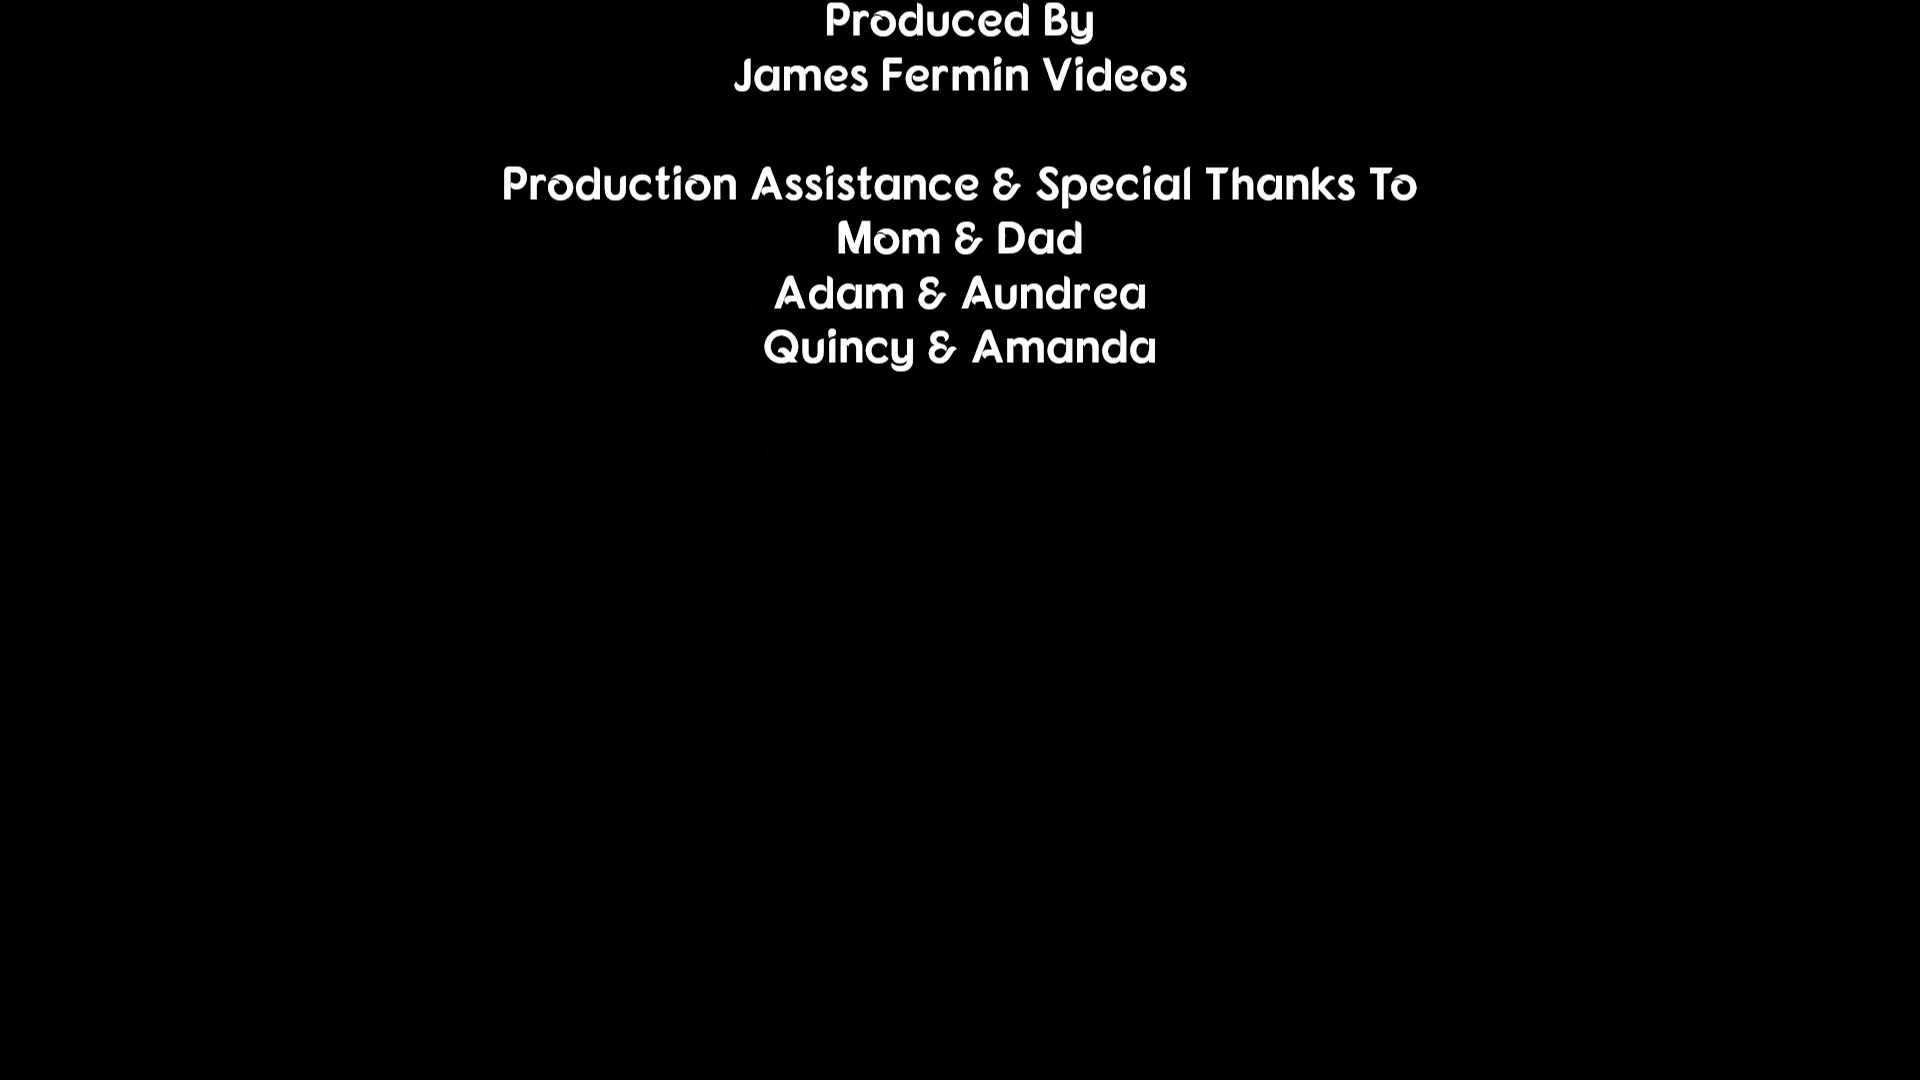 Produced By
James Fermin Videos
Production Assistance & Special Thanks To
Mom & Dad
Adam & Aundrea
Quincy & Amanda